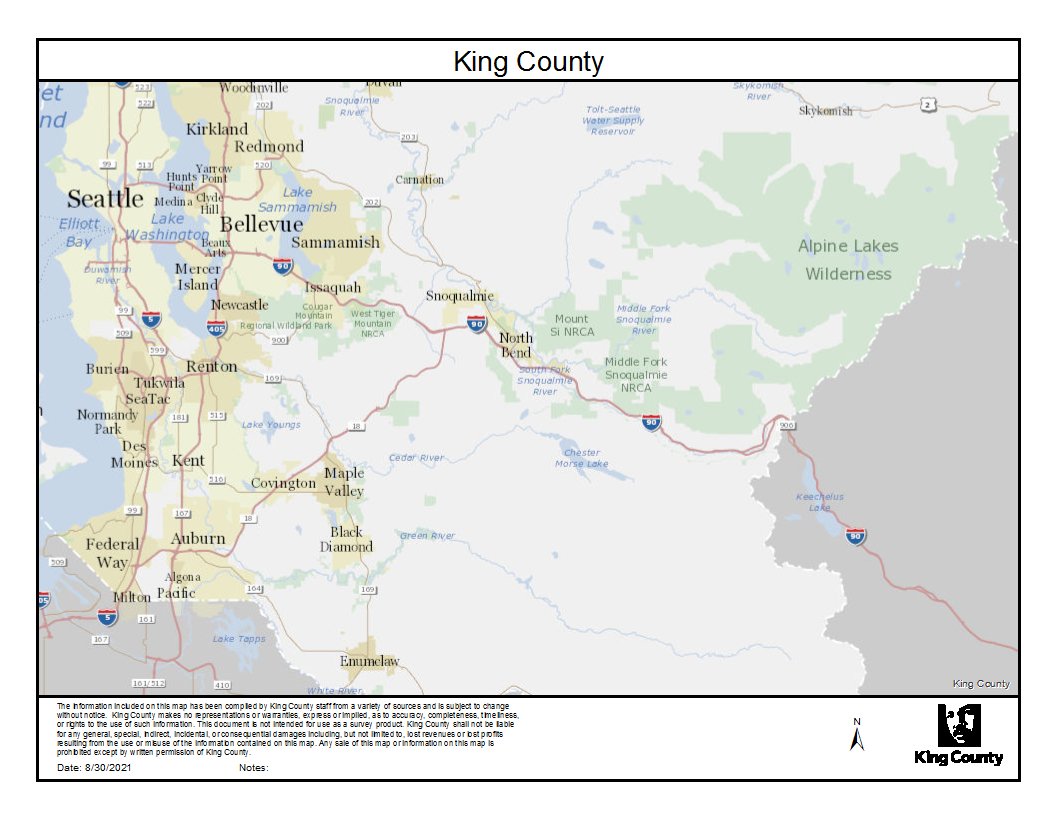 King County
et
nd
523
522
Woodinville
202
Duvall
Snoqualmie
River
Skykomish
River
Skykomish
2
Tolt-Seattle
Water Supply
Reservoir
Kirkland
Redmond
203
99
513
520
Yarrow
Point
Hunts
Point
Carnation
Seattle
Medina
Clyde
Hill
Lake
Sammamish
202
Elliott
Bay
Lake
Washington
Bellevue
Beaux
Arts
Sammamish
Alpine Lakes
Wilderness
Duwamish
River
Mercer
Island
90
Issaquah
Snoqualmie
Newcastle
Cougar
Mountain
Regional Wildland Park
West Tiger
Mountain
NRCA
Mount
Si NRCA
Middle Fork
Snoqualmie
River
99
5
405
90
509
599
900
North
Bend
Burien
Renton
Tukwila
SeaTac
169
South Fork
Snoqualmie
River
Middle Fork
Snoqualmie
NRCA
Normandy
Park
181
515
Lake Youngs
18
90
906
Des
Moines
Kent
Cedar River
Chester
Morse Lake
516
Covington
Maple
Valley
Keechelus
Lake
99
167
18
Black
Diamond
Green River
90
Federal
Way
Auburn
509
Algona
Pacific
Milton
164
169
5
161
167
Lake Tapps
Enumclaw
161/512
410
White River
King County
The information included on this map has been compiled by King County staff from a variety of sources and is subject to change
without notice. King County makes no representations or warranties, express or implied, as to accuracy, completeness, timeliness,
or rights to the use of such information. This document is not intended for use as a survey product. King County shall not be liable
for any general, special, indirect, incidental, or consequential damages including, but not limited to, lost revenues or lost profits
resulting from the use or misuse of the information contained on this map. Any sale of this map or information on this map is
prohibited except by written permission of King County.
Date: 8/30/2021 Notes:
N
King County